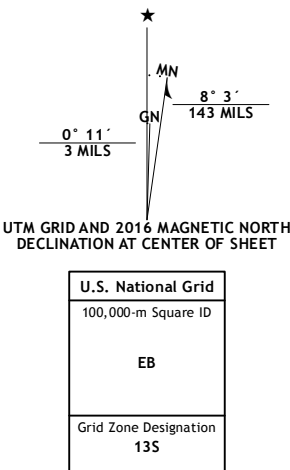 ★
MN
GN
8° 3´
143 MILS
0° 11´
3 MILS
UTM GRID AND 2016 MAGNETIC NORTH
DECLINATION AT CENTER OF SHEET
U.S. National Grid
100,000-m Square ID
EB
Grid Zone Designation
13S